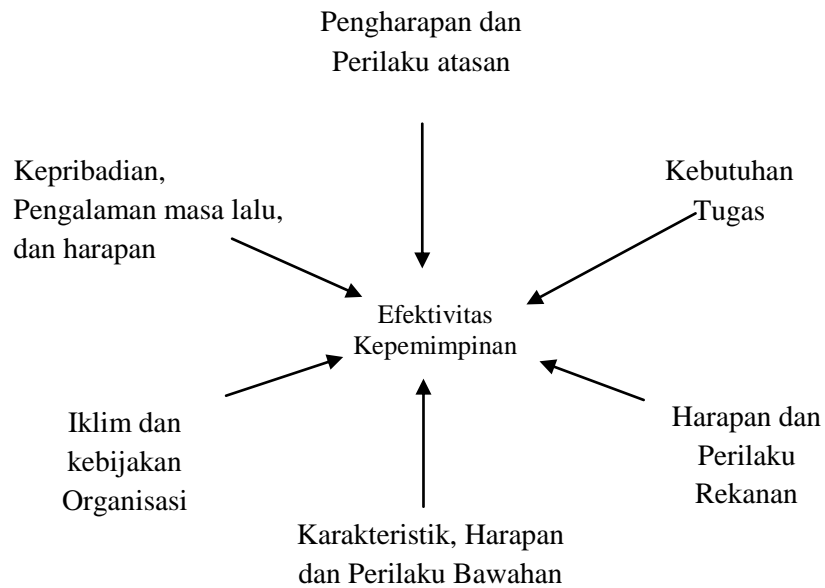 Pengharapan dan
Perilaku atasan
Kepribadian,
Pengalaman masa lalu,
dan harapan
Kebutuhan
Tugas
Efektivitas
Kepemimpinan
Iklim dan
kebijakan
Organisasi
Harapan dan
Perilaku
Rekanan
Karakteristik, Harapan
dan Perilaku Bawahan